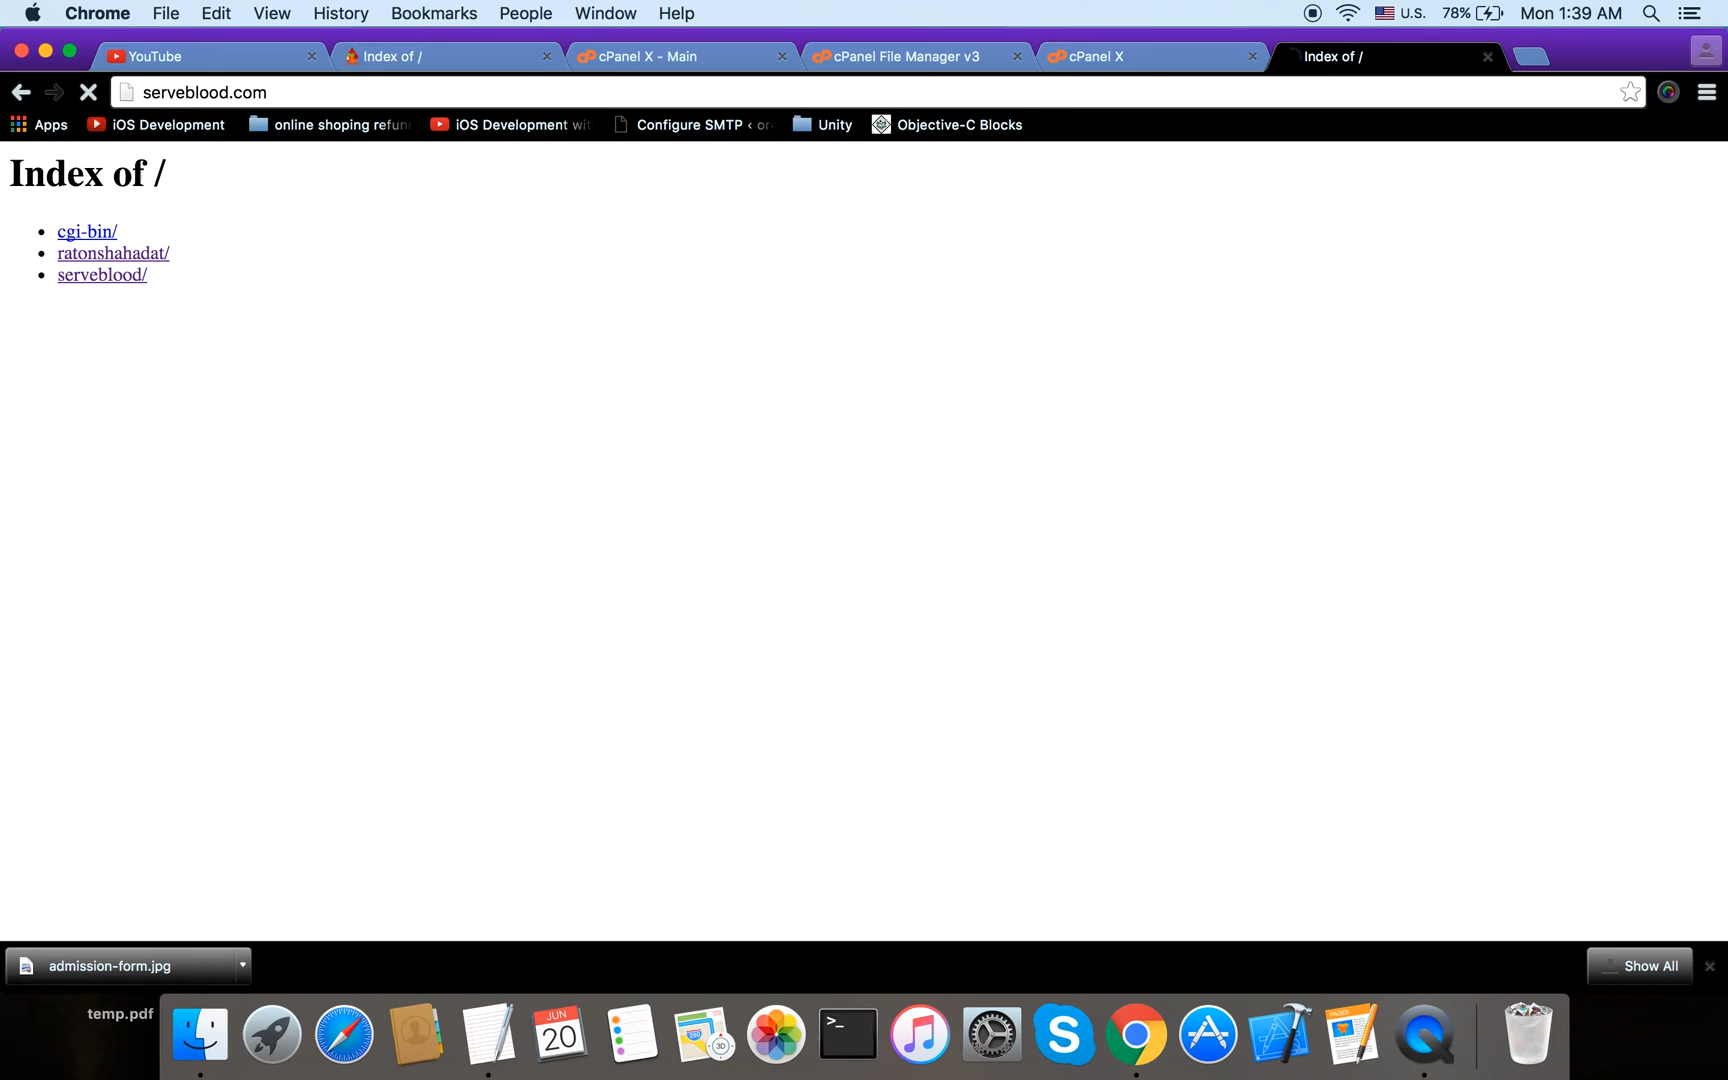 Chrome File Edit View History Bookmarks People Window Help U.S. 78% Mon 1:39 AM
YouTube Index of / cPanel X - Main cPanel File Manager v3 cPanel X Index of /
serveblood.com
Apps iOS Development online shoping refun iOS Development wit Configure SMTP ‹ or Unity Objective-C Blocks
Index of /
• cgi-bin/
• ratonshahadat/
• serveblood/
admission-form.jpg Show All
temp.pdf
JUN
20
3D
PAGES